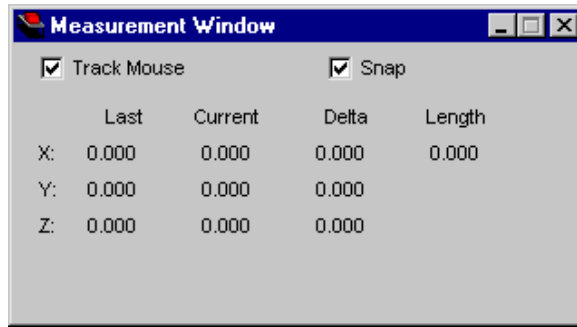 Measurement Window
Track Mouse Snap
Last Current Delta Length
X: 0.000 0.000 0.000 0.000
Y: 0.000 0.000 0.000
Z: 0.000 0.000 0.000